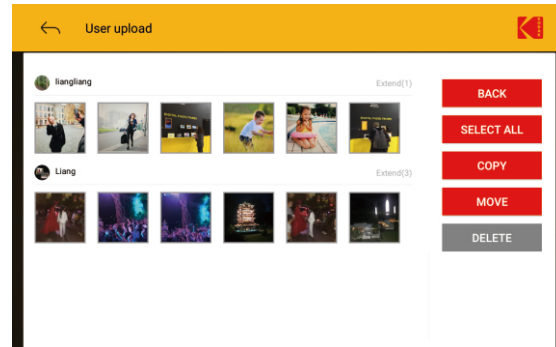 User upload
liangliang
Extend(1)
Liang
Extend(3)
BACK
SELECT ALL
COPY
MOVE
DELETE